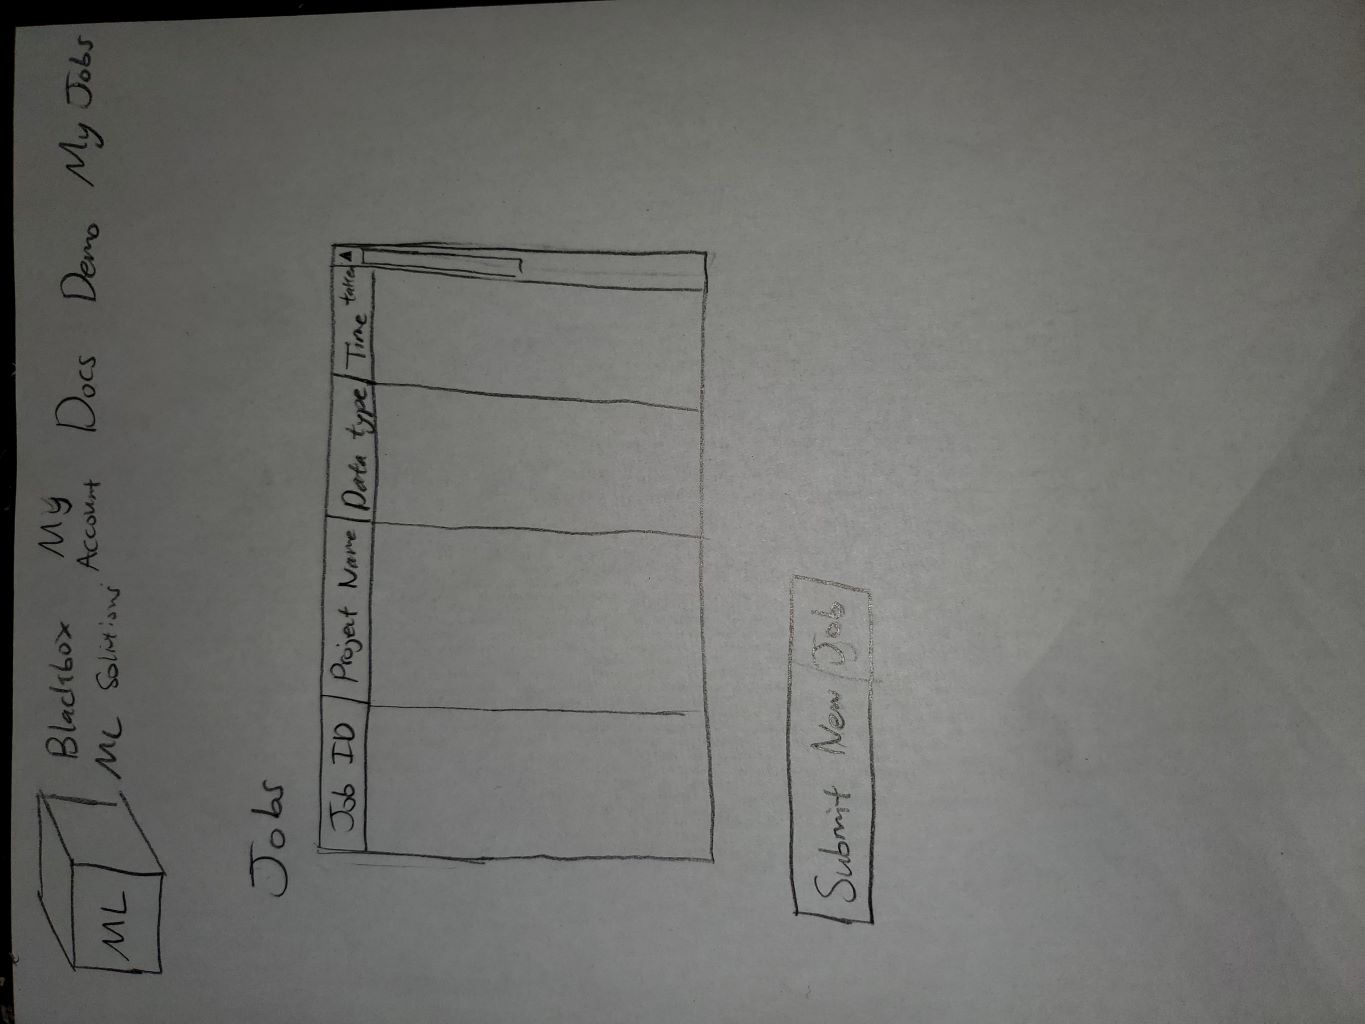 ML
Blackbox
ML Solutions
My
Account
Docs
Demo
My Jobs
Jobs
Job ID
Project Name
Data type
Time taken
Submit New Job